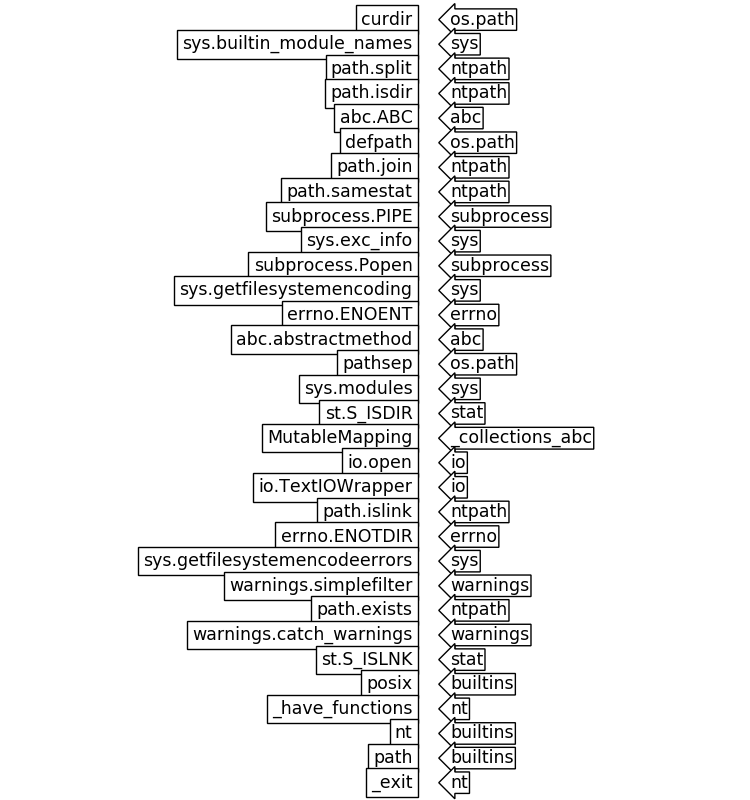 curdir os.path
sys.builtin_module_names sys
path.split ntpath
path.isdir ntpath
abc.ABC abc
defpath os.path
path.join ntpath
path.samestat ntpath
subprocess.PIPE subprocess
sys.exc_info sys
subprocess.Popen subprocess
sys.getfilesystemencoding sys
errno.ENOENT errno
abc.abstractmethod abc
pathsep os.path
sys.modules sys
st.S_ISDIR stat
MutableMapping _collections_abc
io.open io
io.TextIOWrapper io
path.islink ntpath
errno.ENOTDIR errno
sys.getfilesystemencodeerrors sys
warnings.simplefilter warnings
path.exists ntpath
warnings.catch_warnings warnings
st.S_ISLNK stat
posix builtins
_have_functions nt
nt builtins
path builtins
_exit nt